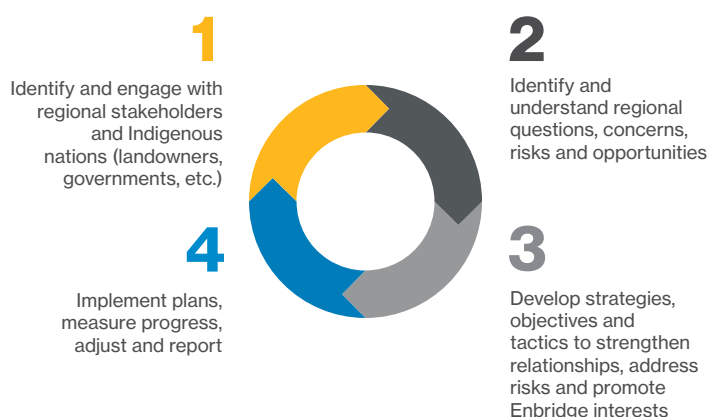 1
Identify and engage with
regional stakeholders
and Indigenous
nations (landowners,
governments, etc.)
2
Identify and
understand regional
questions, concerns,
risks and opportunities
3
Develop strategies,
objectives and
tactics to strengthen
relationships, address
risks and promote
Enbridge interests
4
Implement plans,
measure progress,
adjust and report